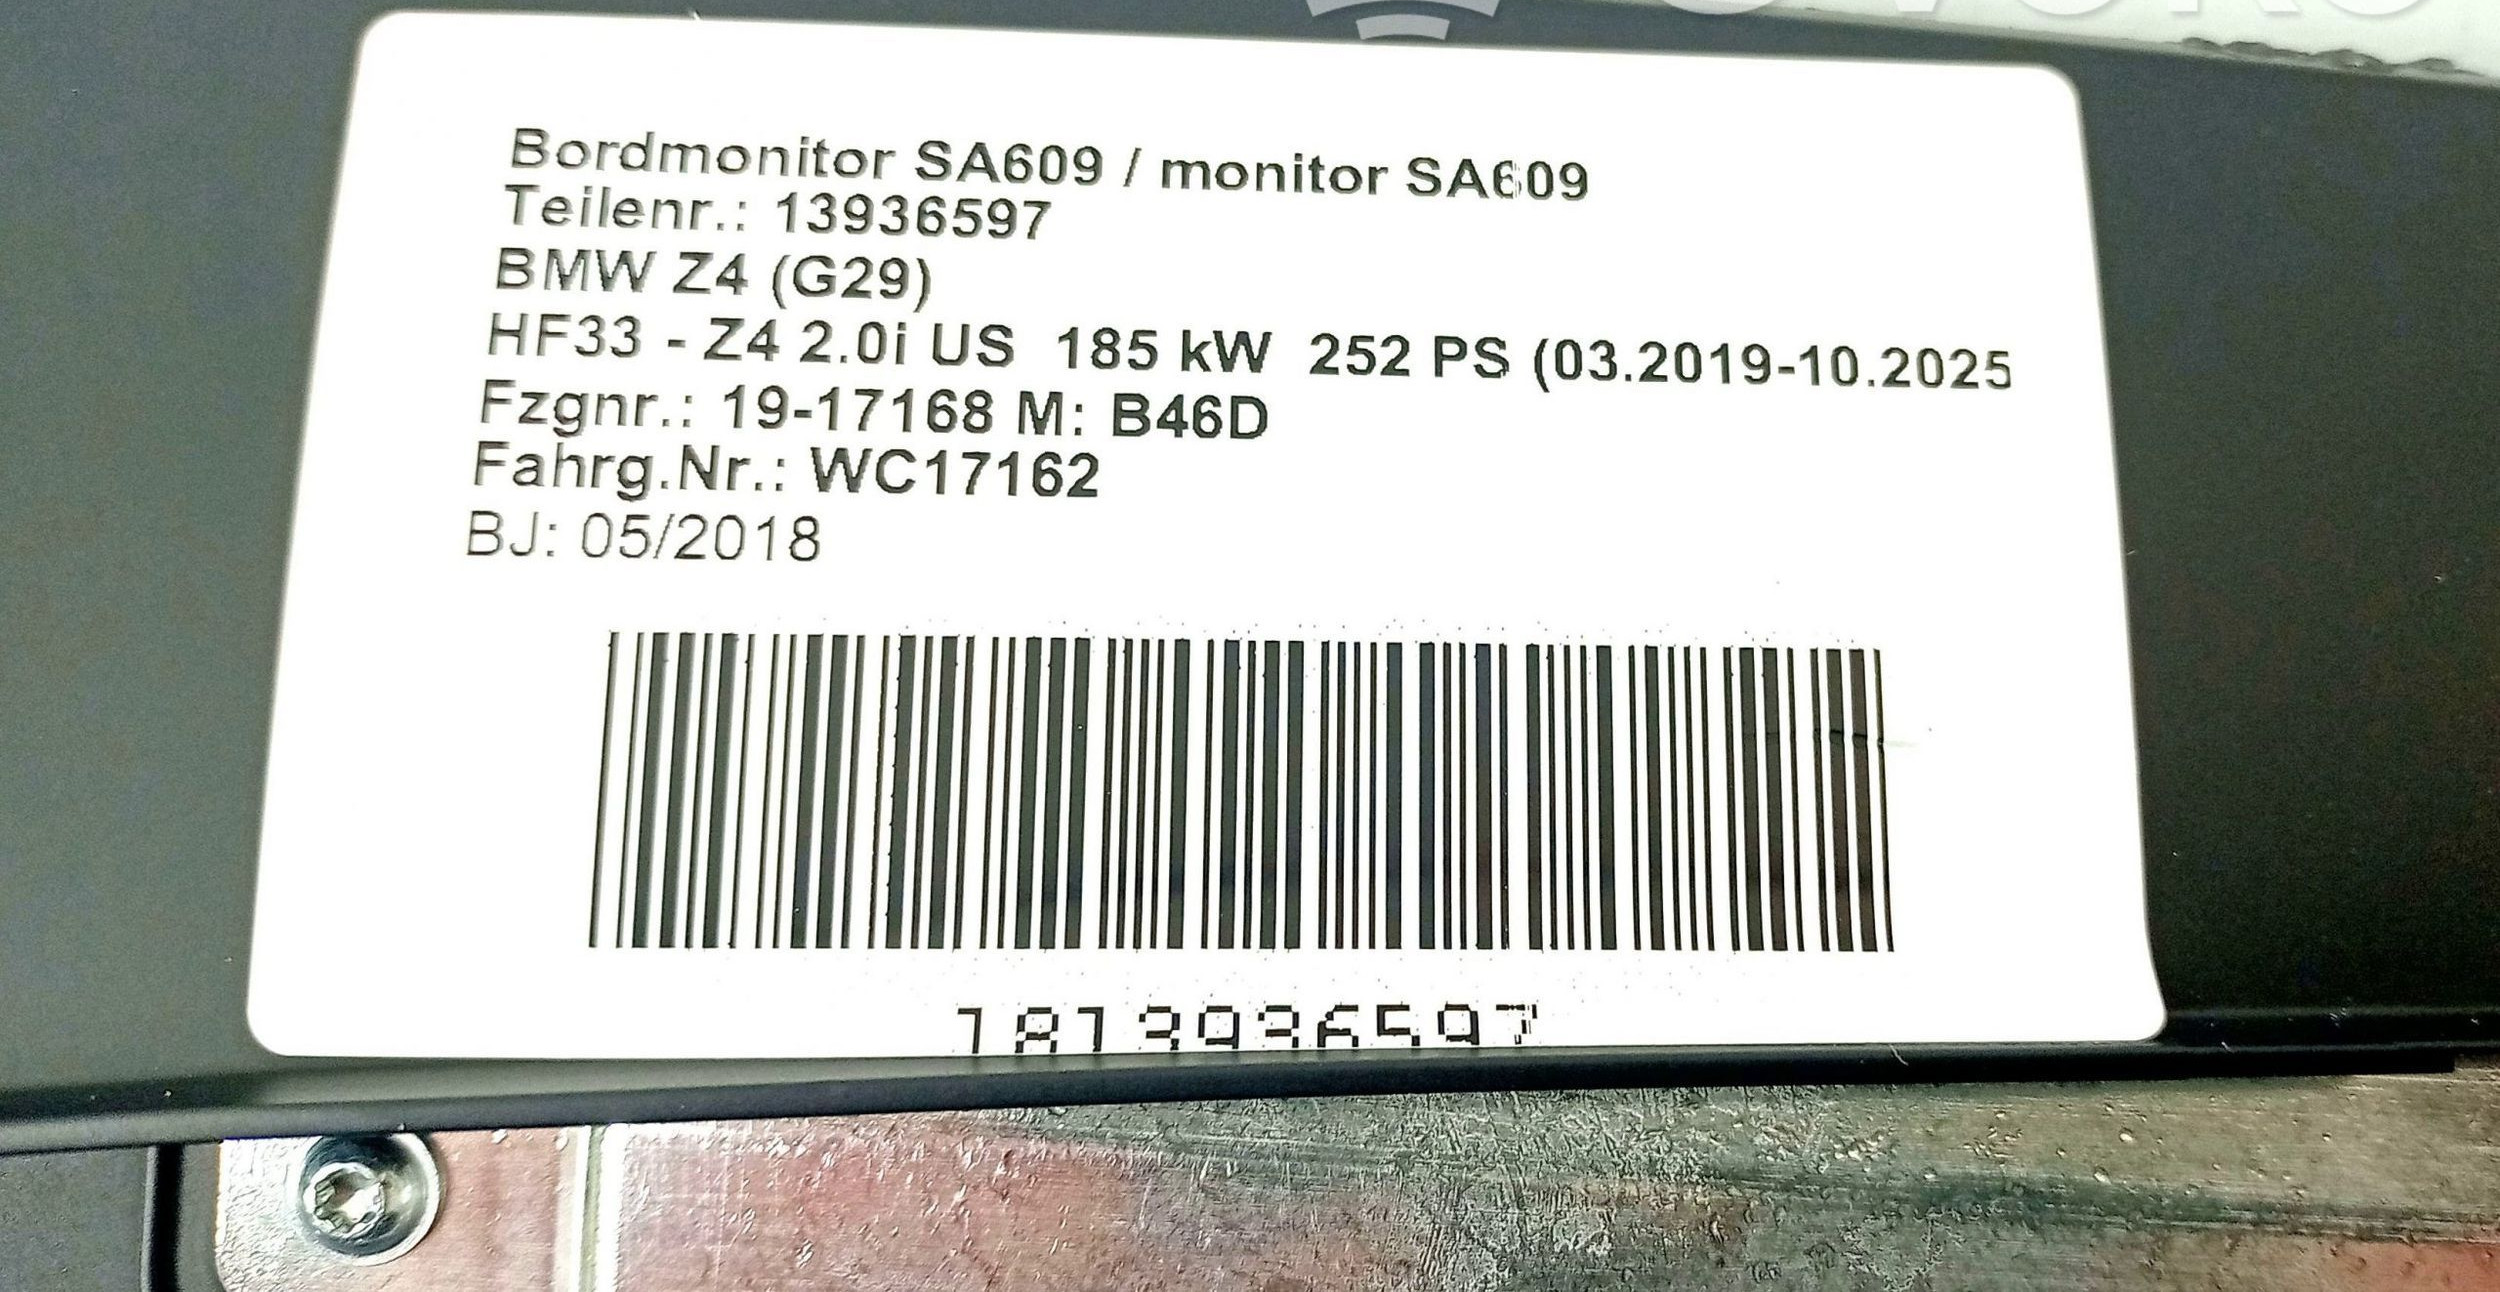 Bordmonitor SA609 / monitor SA609
Teilenr.: 13936597
BMW Z4 (G29)
HF33 - Z4 2.0i US 185 kW 252 PS (03.2019-10.2025
Fzgnr.: 19-17168 M: B46D
Fahrg.Nr.: WC17162
BJ: 05/2018
1813936597